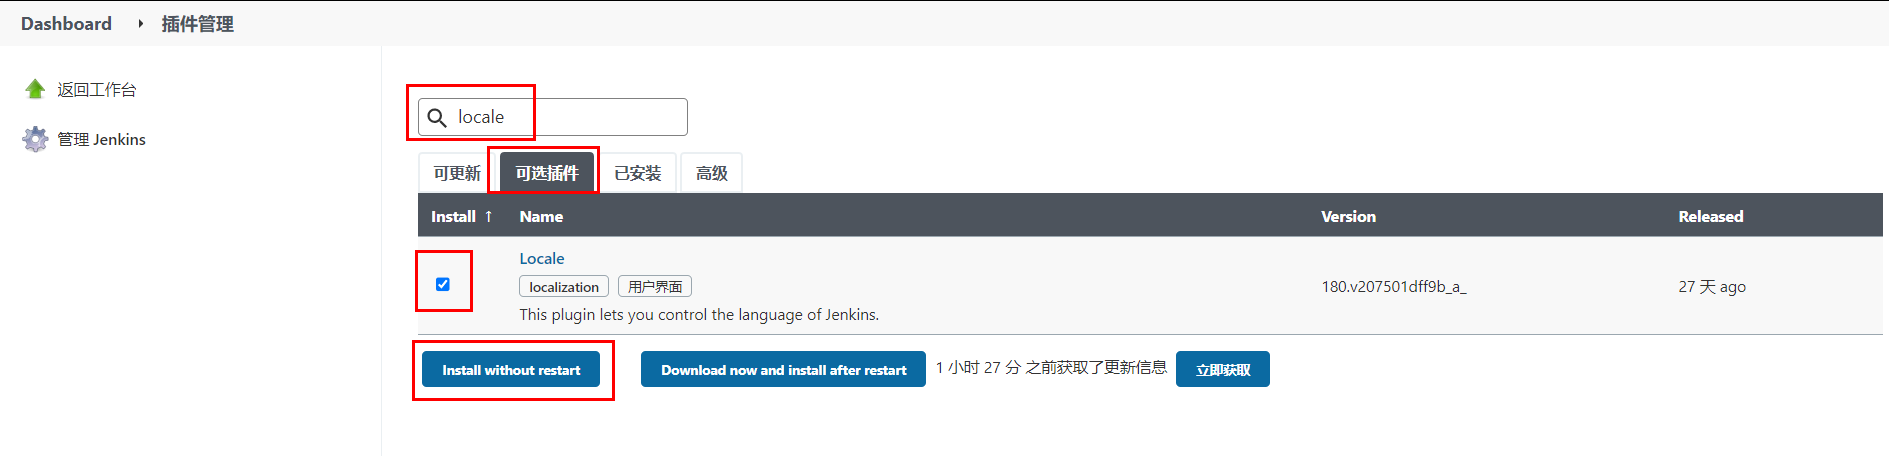 Dashboard 插件管理
返回工作台
管理 Jenkins
locale
可更新 可选插件 已安装 高级
Install ↑ Name Version Released
Locale
localization 用户界面
180.v207501dff9b_a_ 27 天 ago
This plugin lets you control the language of Jenkins.
Install without restart Download now and install after restart 1 小时 27 分 之前获取了更新信息 立即获取